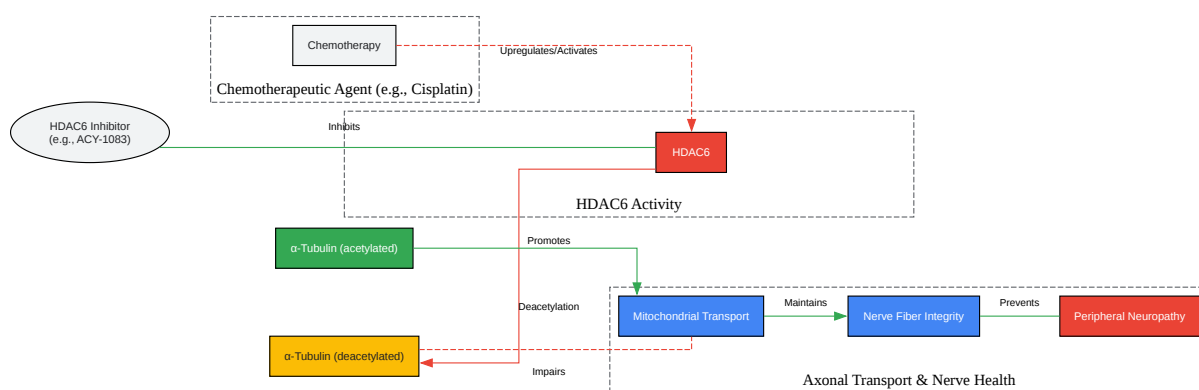 Chemotherapy
Upregulates/Activates
Chemotherapeutic Agent (e.g., Cisplatin)
HDAC6 Inhibitor
(e.g., ACY-1083)
Inhibits
HDAC6
HDAC6 Activity
α-Tubulin (acetylated)
Promotes
Deacetylation
Mitochondrial Transport
Maintains
Nerve Fiber Integrity
Prevents
Peripheral Neuropathy
α-Tubulin (deacetylated)
Impairs
Axonal Transport & Nerve Health